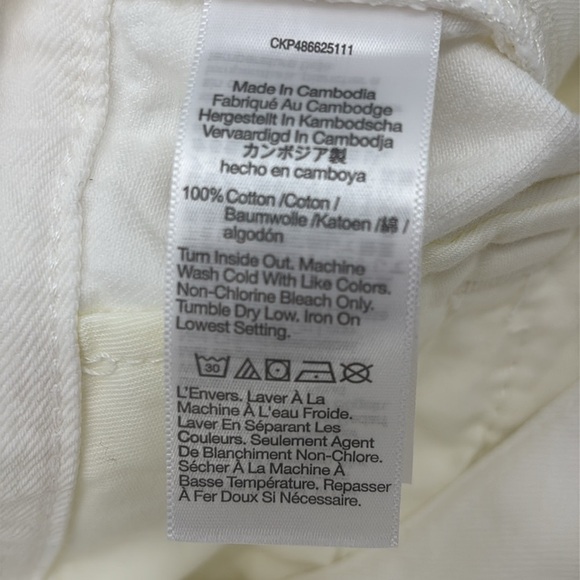 CKP486625111
Made In Cambodia
Fabriqué Au Cambodge
Hergestellt In Kambodscha
Vervaardigd In Cambodja
カンボジア製
hecho en camboya
100% Cotton /Coton /
Baumwolle /Katoen /綿 /
algodón
Turn Inside Out. Machine
Wash Cold With Like Colors.
Non-Chlorine Bleach Only.
Tumble Dry Low. Iron On
Lowest Setting.
30
L'Envers. Laver À La
Machine À L'eau Froide.
Laver En Séparant Les
Couleurs. Seulement Agent
De Blanchiment Non-Chlore.
Sécher À La Machine À
Basse Température. Repasser
À Fer Doux Si Nécessaire.